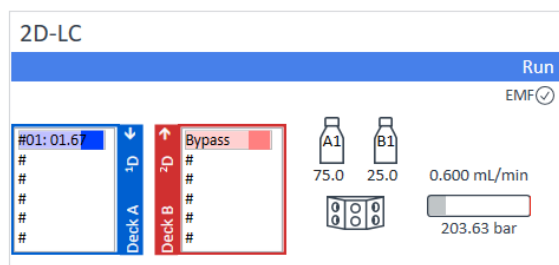 2D-LC
Run
EMF
#01: 01.67
#
#
#
#
#
Deck A ¹D
Deck B ²D
Bypass
#
#
#
#
#
A1
B1
75.0 25.0 0.600 mL/min
203.63 bar